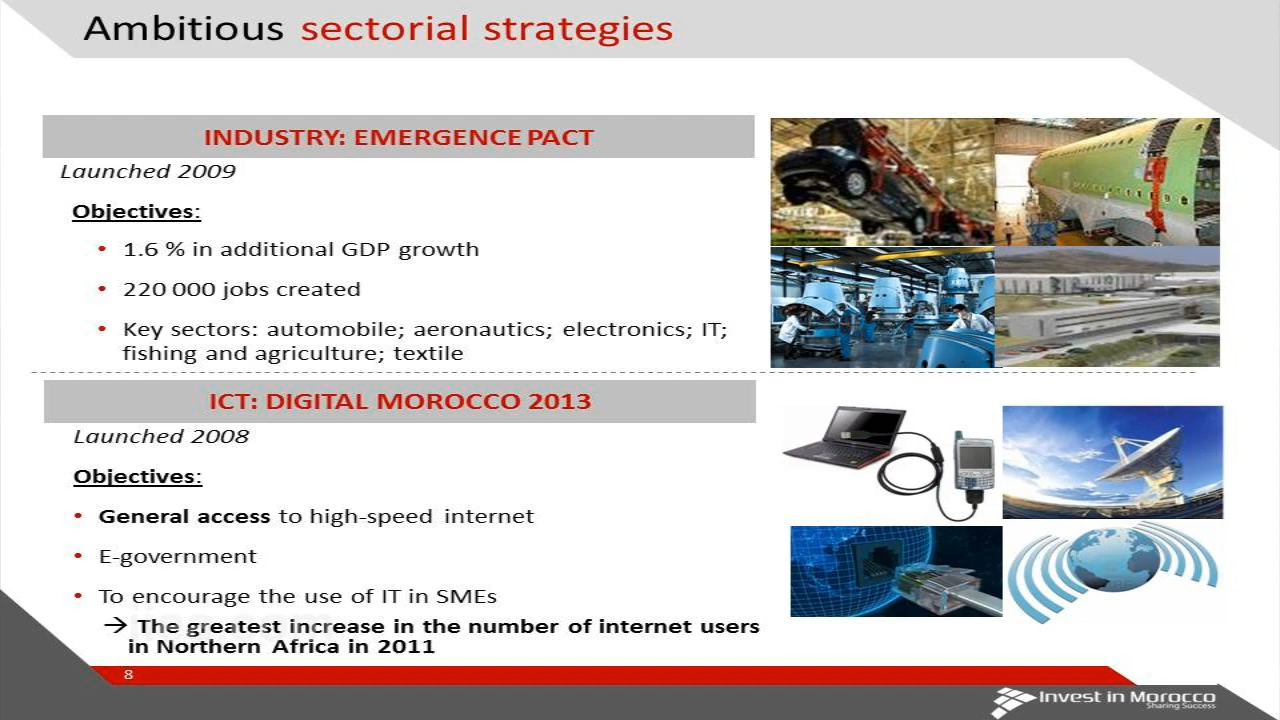 Ambitious sectorial strategies
INDUSTRY: EMERGENCE PACT
Launched 2009
Objectives:
• 1.6 % in additional GDP growth
• 220 000 jobs created
• Key sectors: automobile; aeronautics; electronics; IT;
fishing and agriculture; textile
ICT: DIGITAL MOROCCO 2013
Launched 2008
Objectives:
• General access to high-speed internet
• E-government
• To encourage the use of IT in SMEs
→ The greatest increase in the number of internet users
in Northern Africa in 2011
8
Invest in Morocco
Sharing Success